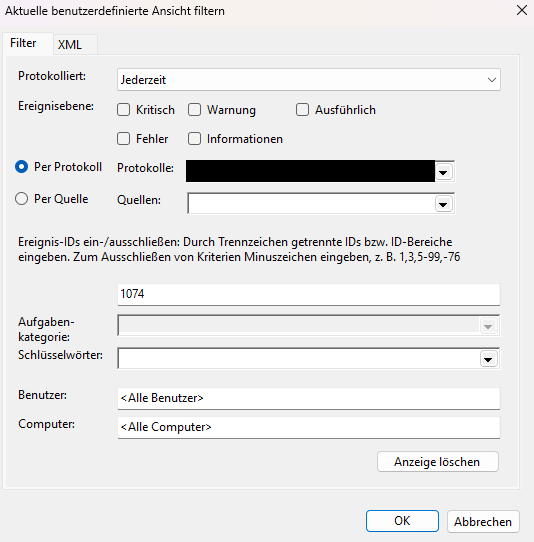 Aktuelle benutzerdefinierte Ansicht filtern
Filter XML
Protokolliert: Jederzeit
Ereignisebene: Kritisch Warnung Ausführlich
Fehler Informationen
Per Protokoll Protokolle:
Per Quelle Quellen:
Ereignis-IDs ein-/ausschließen: Durch Trennzeichen getrennte IDs bzw. ID-Bereiche
eingeben. Zum Ausschließen von Kriterien Minuszeichen eingeben, z. B. 1,3,5-99,-76
1074
Aufgaben-
kategorie:
Schlüsselwörter:
Benutzer: <Alle Benutzer>
Computer: <Alle Computer>
Anzeige löschen
OK Abbrechen